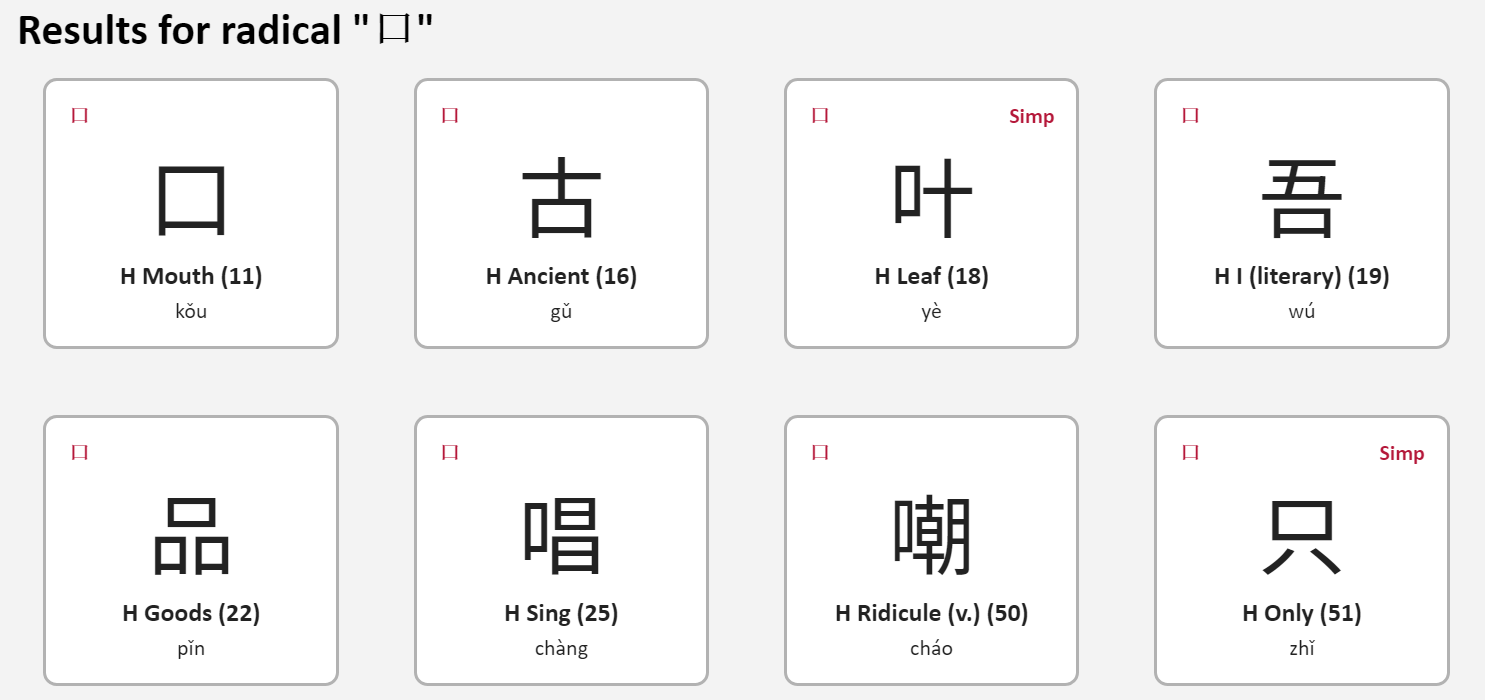 Results for radical "口"
口
口
H Mouth (11)
kǒu
口
古
H Ancient (16)
gǔ
口 Simp
叶
H Leaf (18)
yè
口
吾
H I (literary) (19)
wú
口
品
H Goods (22)
pǐn
口
唱
H Sing (25)
chàng
口
嘲
H Ridicule (v.) (50)
cháo
口 Simp
只
H Only (51)
zhǐ